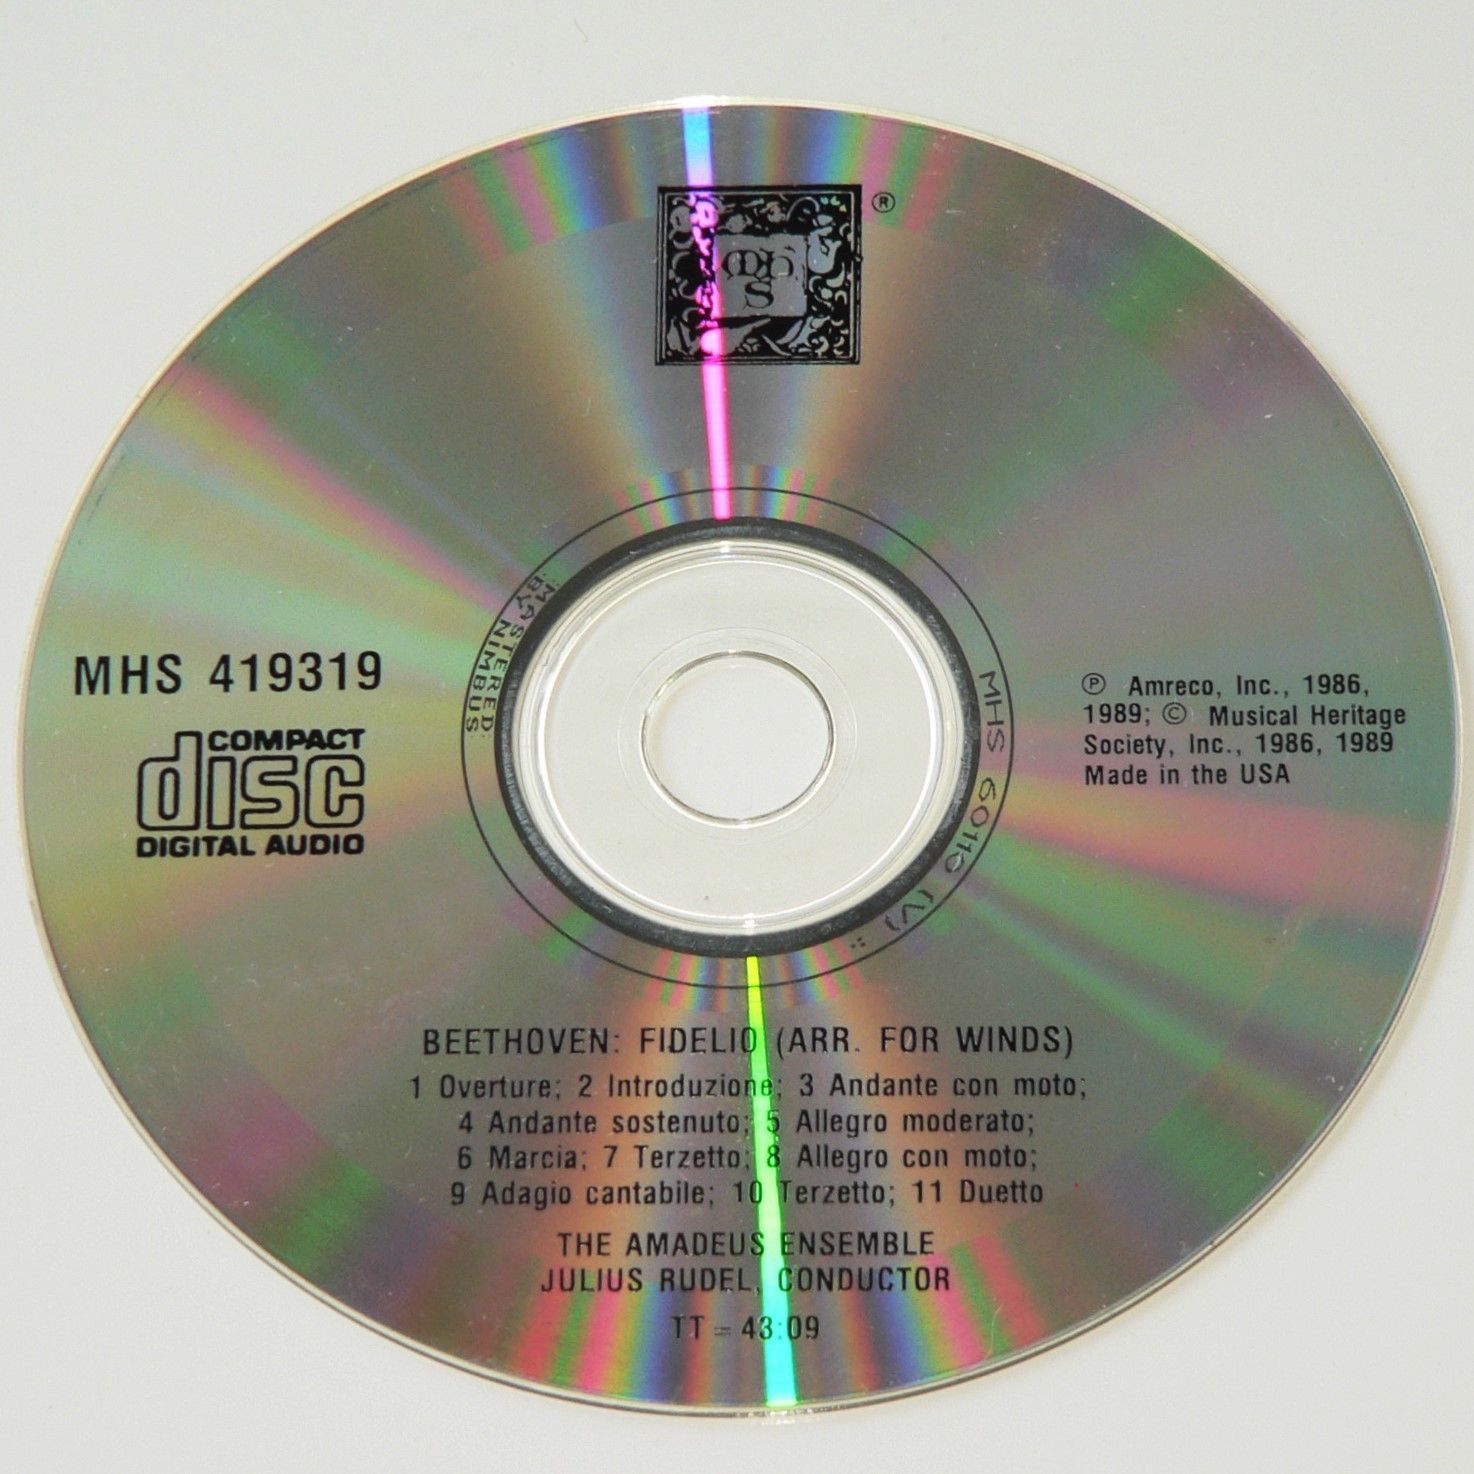 ®
mh
S
MHS 419319
COMPACT
disc
DIGITAL AUDIO
MASTERED
BY NIMBUS
MHS 60110 (V)
℗ Amreco, Inc., 1986,
1989; © Musical Heritage
Society, Inc., 1986, 1989
Made in the USA
BEETHOVEN: FIDELIO (ARR. FOR WINDS)
1 Overture; 2 Introduzione; 3 Andante con moto;
4 Andante sostenuto; 5 Allegro moderato;
6 Marcia; 7 Terzetto; 8 Allegro con moto;
9 Adagio cantabile; 10 Terzetto; 11 Duetto
THE AMADEUS ENSEMBLE
JULIUS RUDEL, CONDUCTOR
TT = 43:09